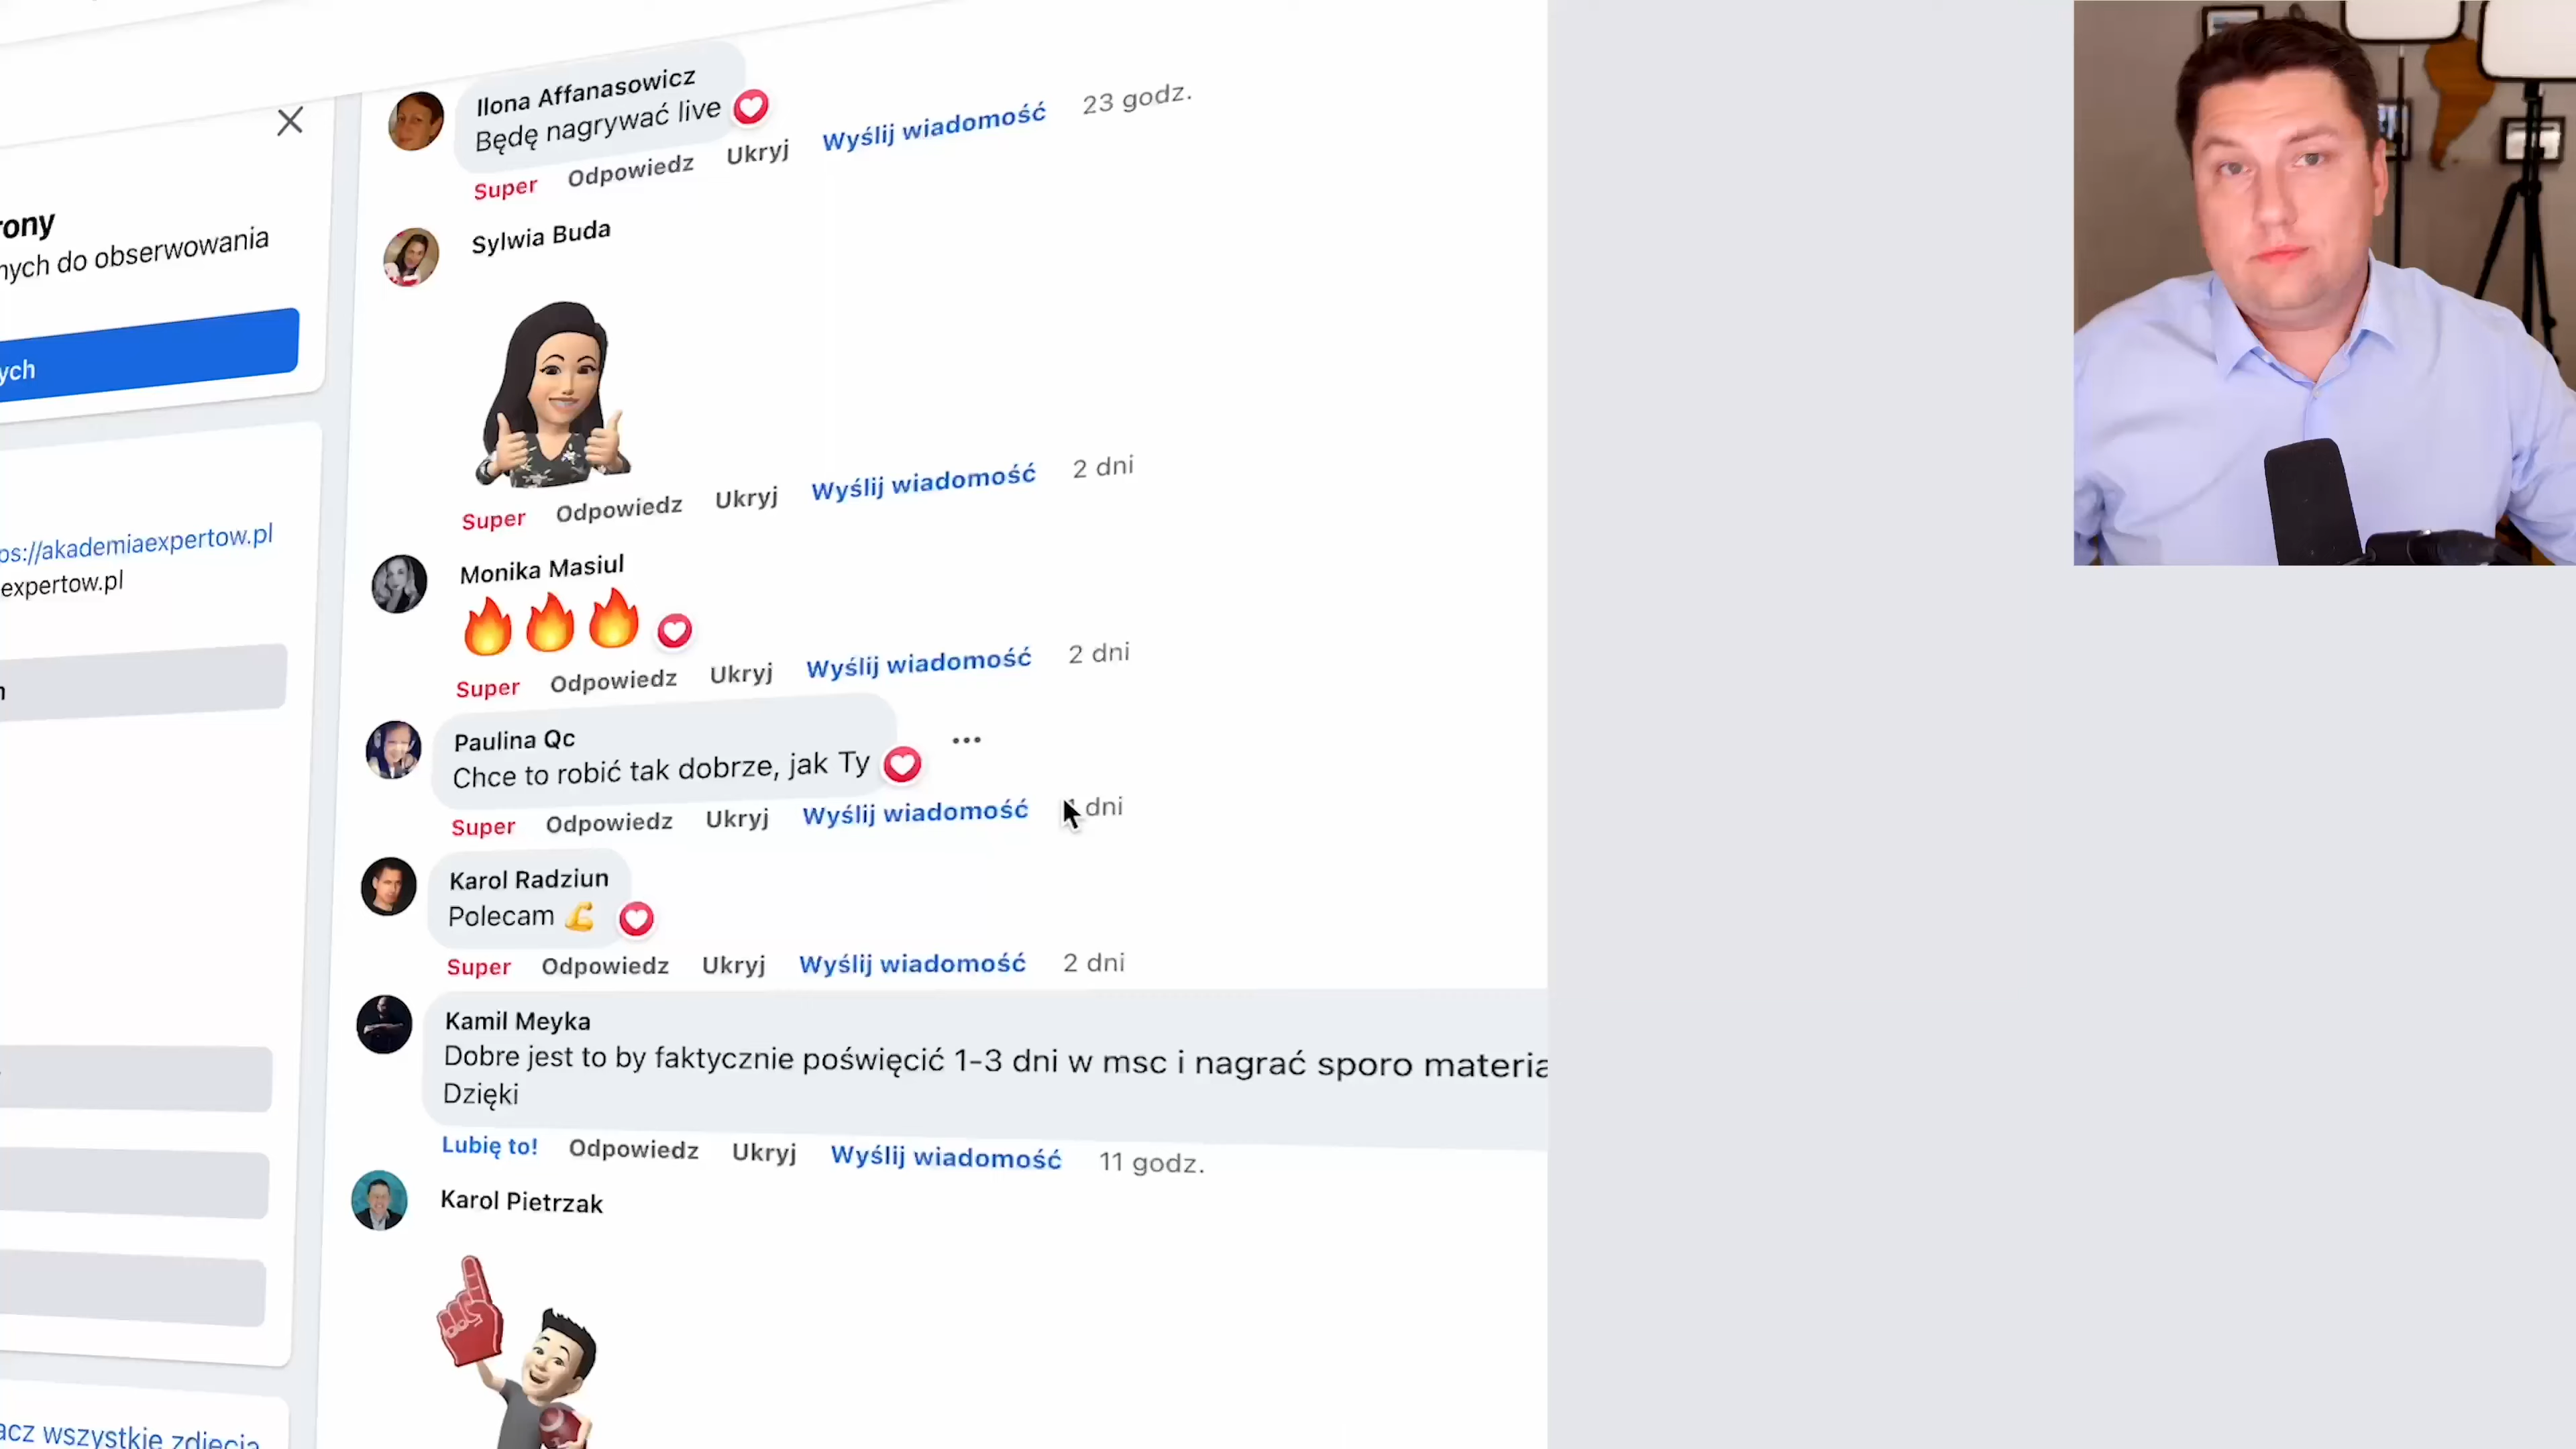 Ilona Affanasowicz
Będę nagrywać live
Super Odpowiedz Ukryj Wyślij wiadomość 23 godz.
Sylwia Buda
Super Odpowiedz Ukryj Wyślij wiadomość 2 dni
Monika Masiul
🔥🔥🔥
Super Odpowiedz Ukryj Wyślij wiadomość 2 dni
Paulina Qc
Chce to robić tak dobrze, jak Ty
Super Odpowiedz Ukryj Wyślij wiadomość dni
Karol Radziun
Polecam 💪
Super Odpowiedz Ukryj Wyślij wiadomość 2 dni
Kamil Meyka
Dobre jest to by faktycznie poświęcić 1-3 dni w msc i nagrać sporo materia
Dzięki
Lubię to! Odpowiedz Ukryj Wyślij wiadomość 11 godz.
Karol Pietrzak
rony
nych do obserwowania
ych
ps://akademiaexpertow.pl
expertow.pl
acz wszystkie zdjęcia